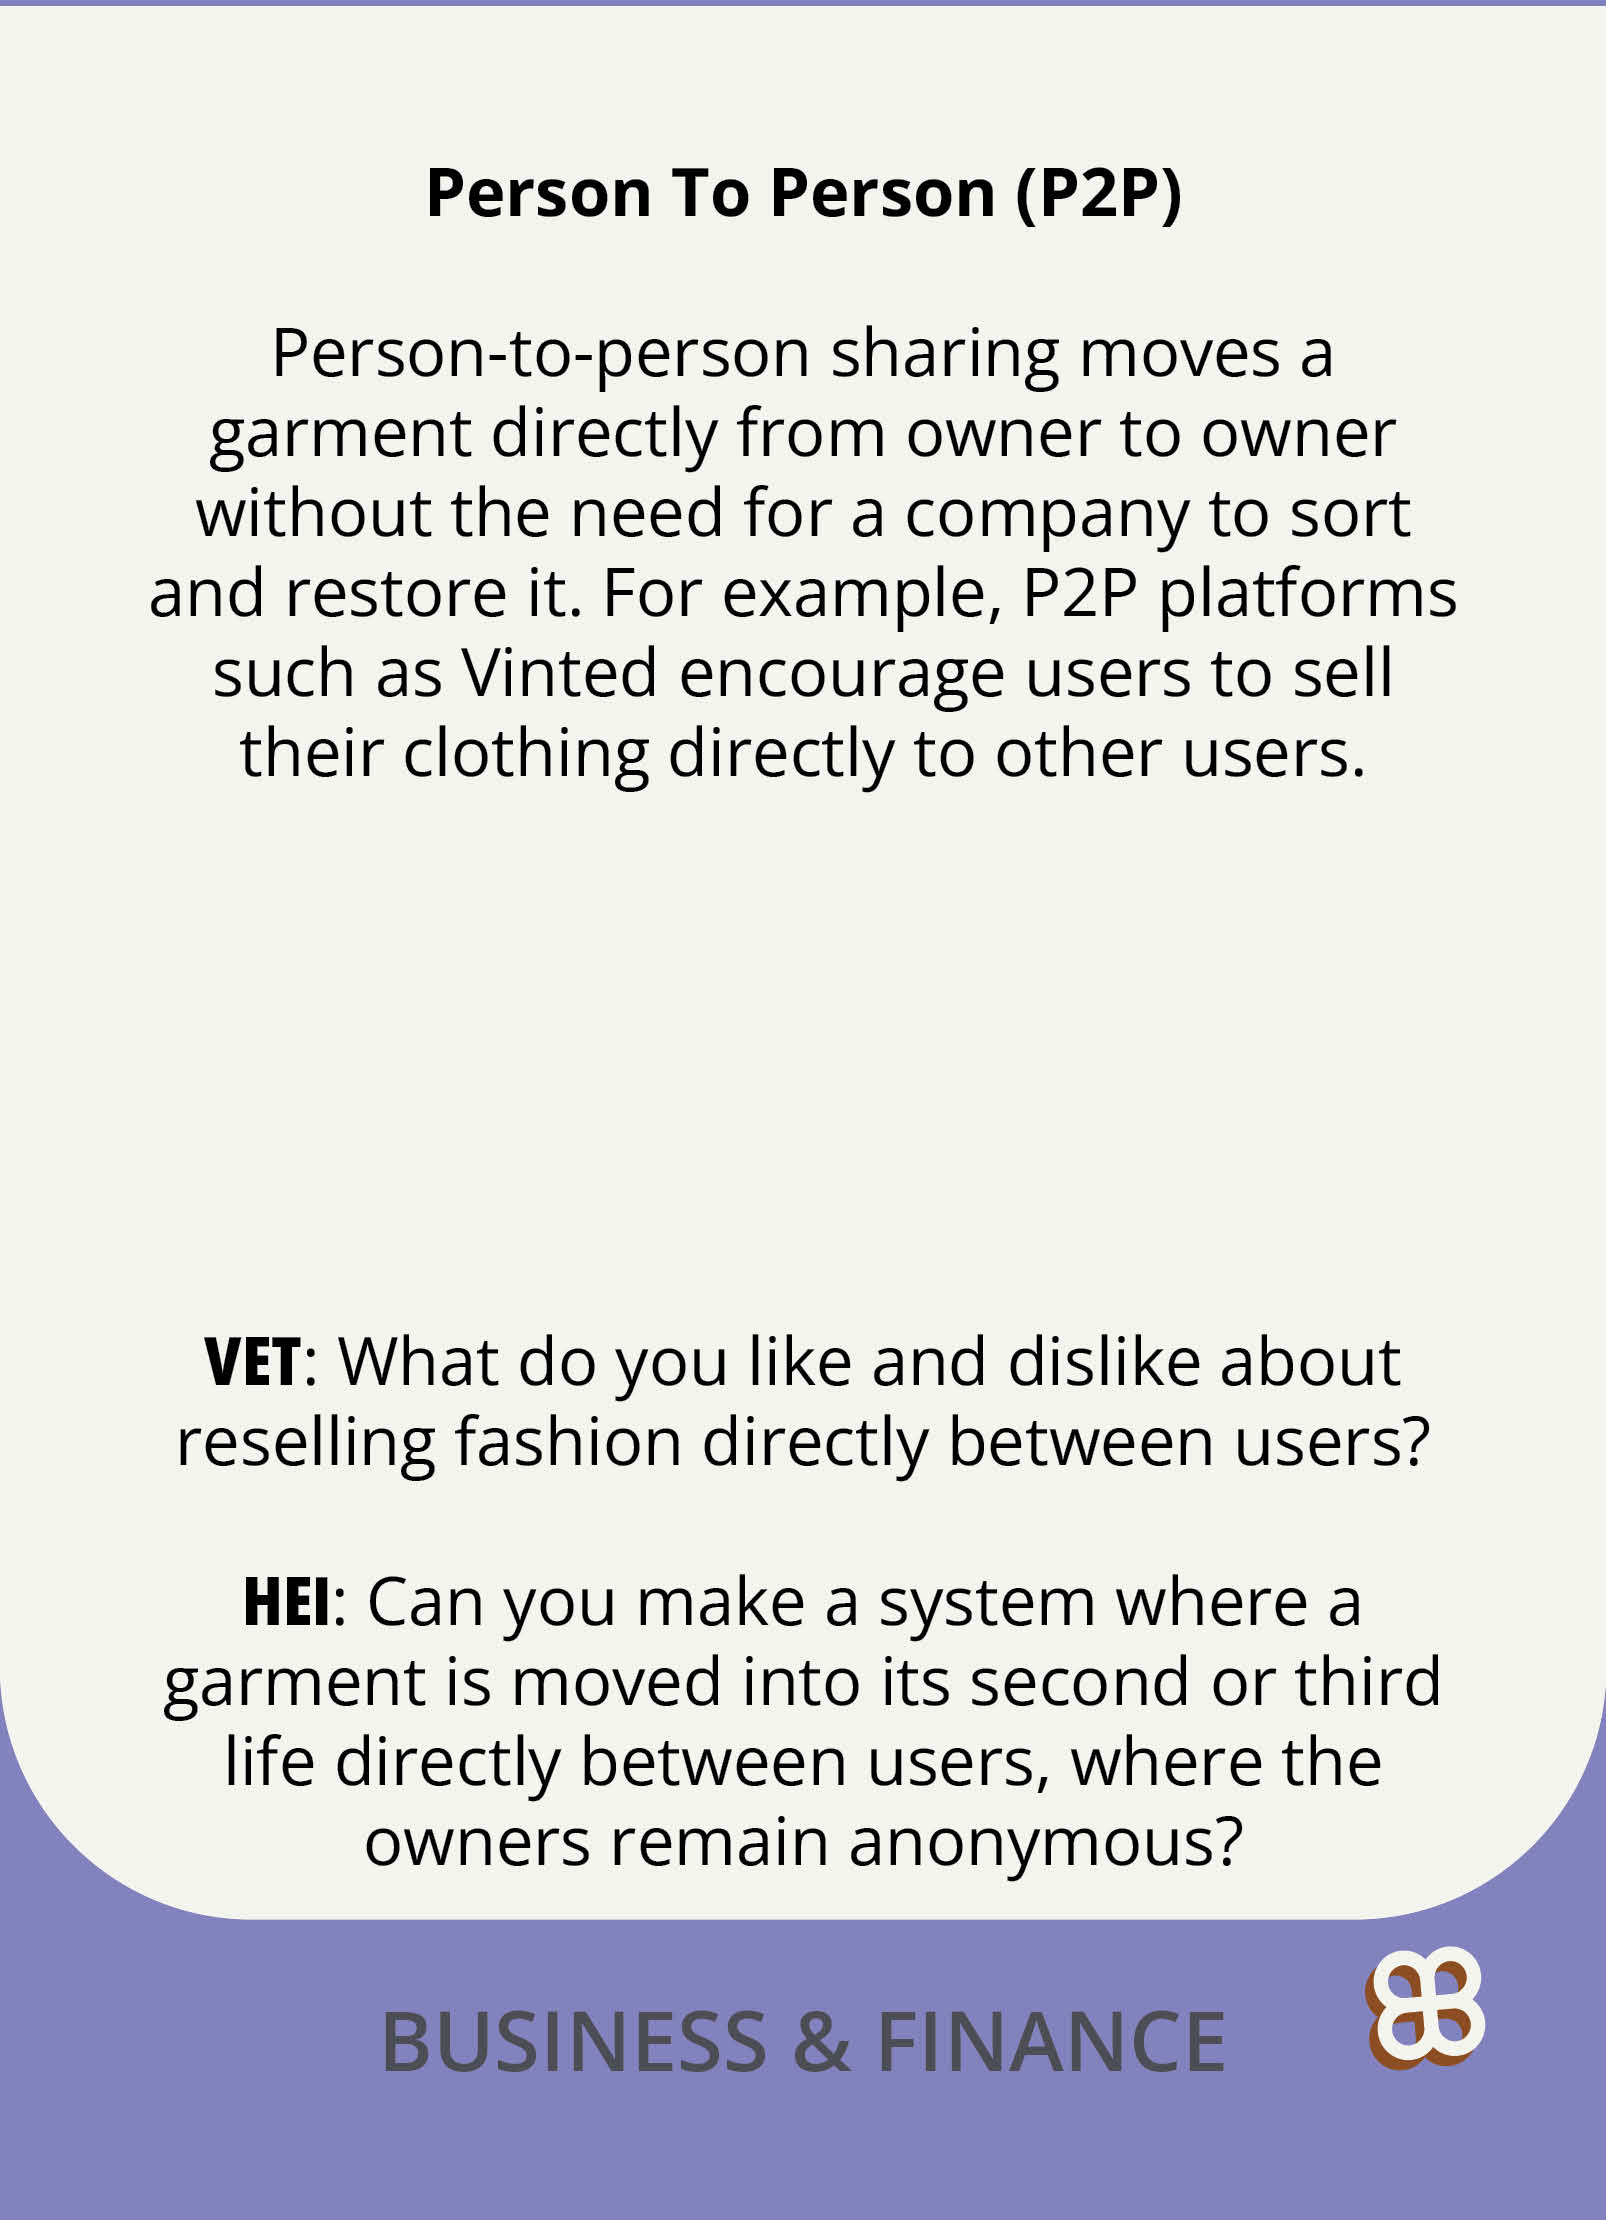 Person To Person (P2P)
Person-to-person sharing moves a
garment directly from owner to owner
without the need for a company to sort
and restore it. For example, P2P platforms
such as Vinted encourage users to sell
their clothing directly to other users.
VET: What do you like and dislike about
reselling fashion directly between users?
HEI: Can you make a system where a
garment is moved into its second or third
life directly between users, where the
owners remain anonymous?
BUSINESS & FINANCE